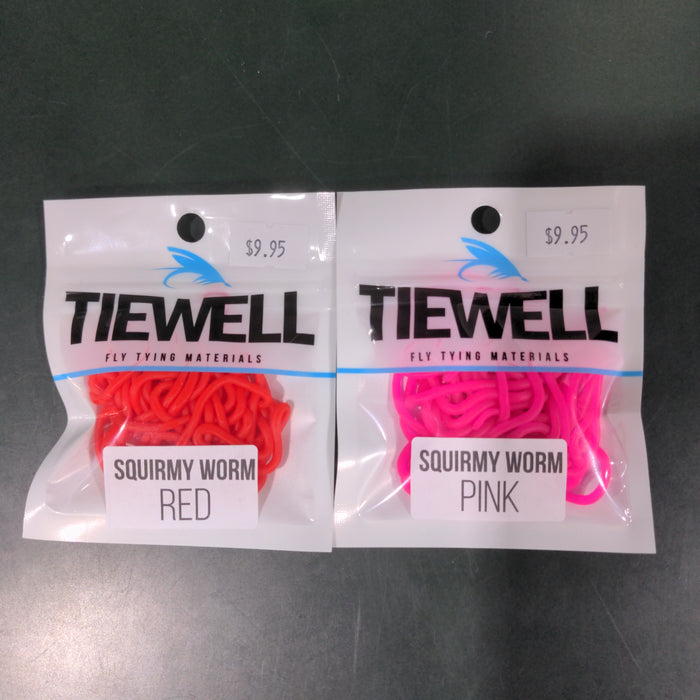 $9.95
TIEWELL
FLY TYING MATERIALS
SQUIRMY WORM
RED
$9.95
TIEWELL
FLY TYING MATERIALS
SQUIRMY WORM
PINK